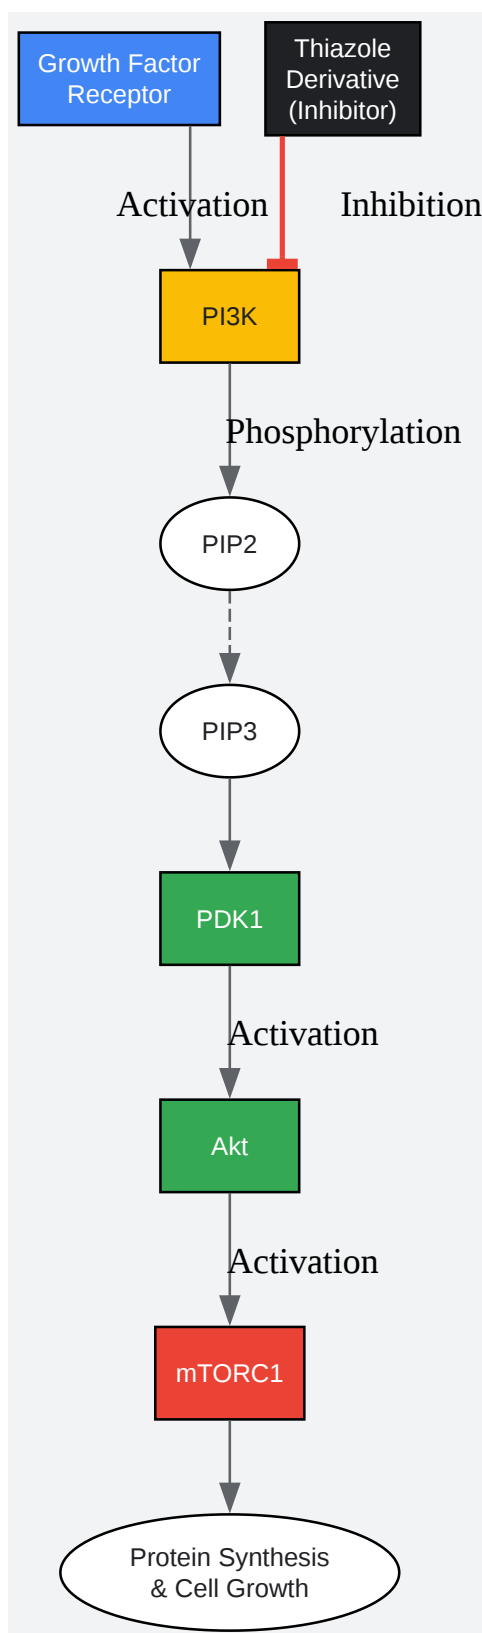 Growth Factor
Receptor
Thiazole
Derivative
(Inhibitor)
Activation
Inhibition
PI3K
Phosphorylation
PIP2
PIP3
PDK1
Activation
Akt
Activation
mTORC1
Protein Synthesis
& Cell Growth